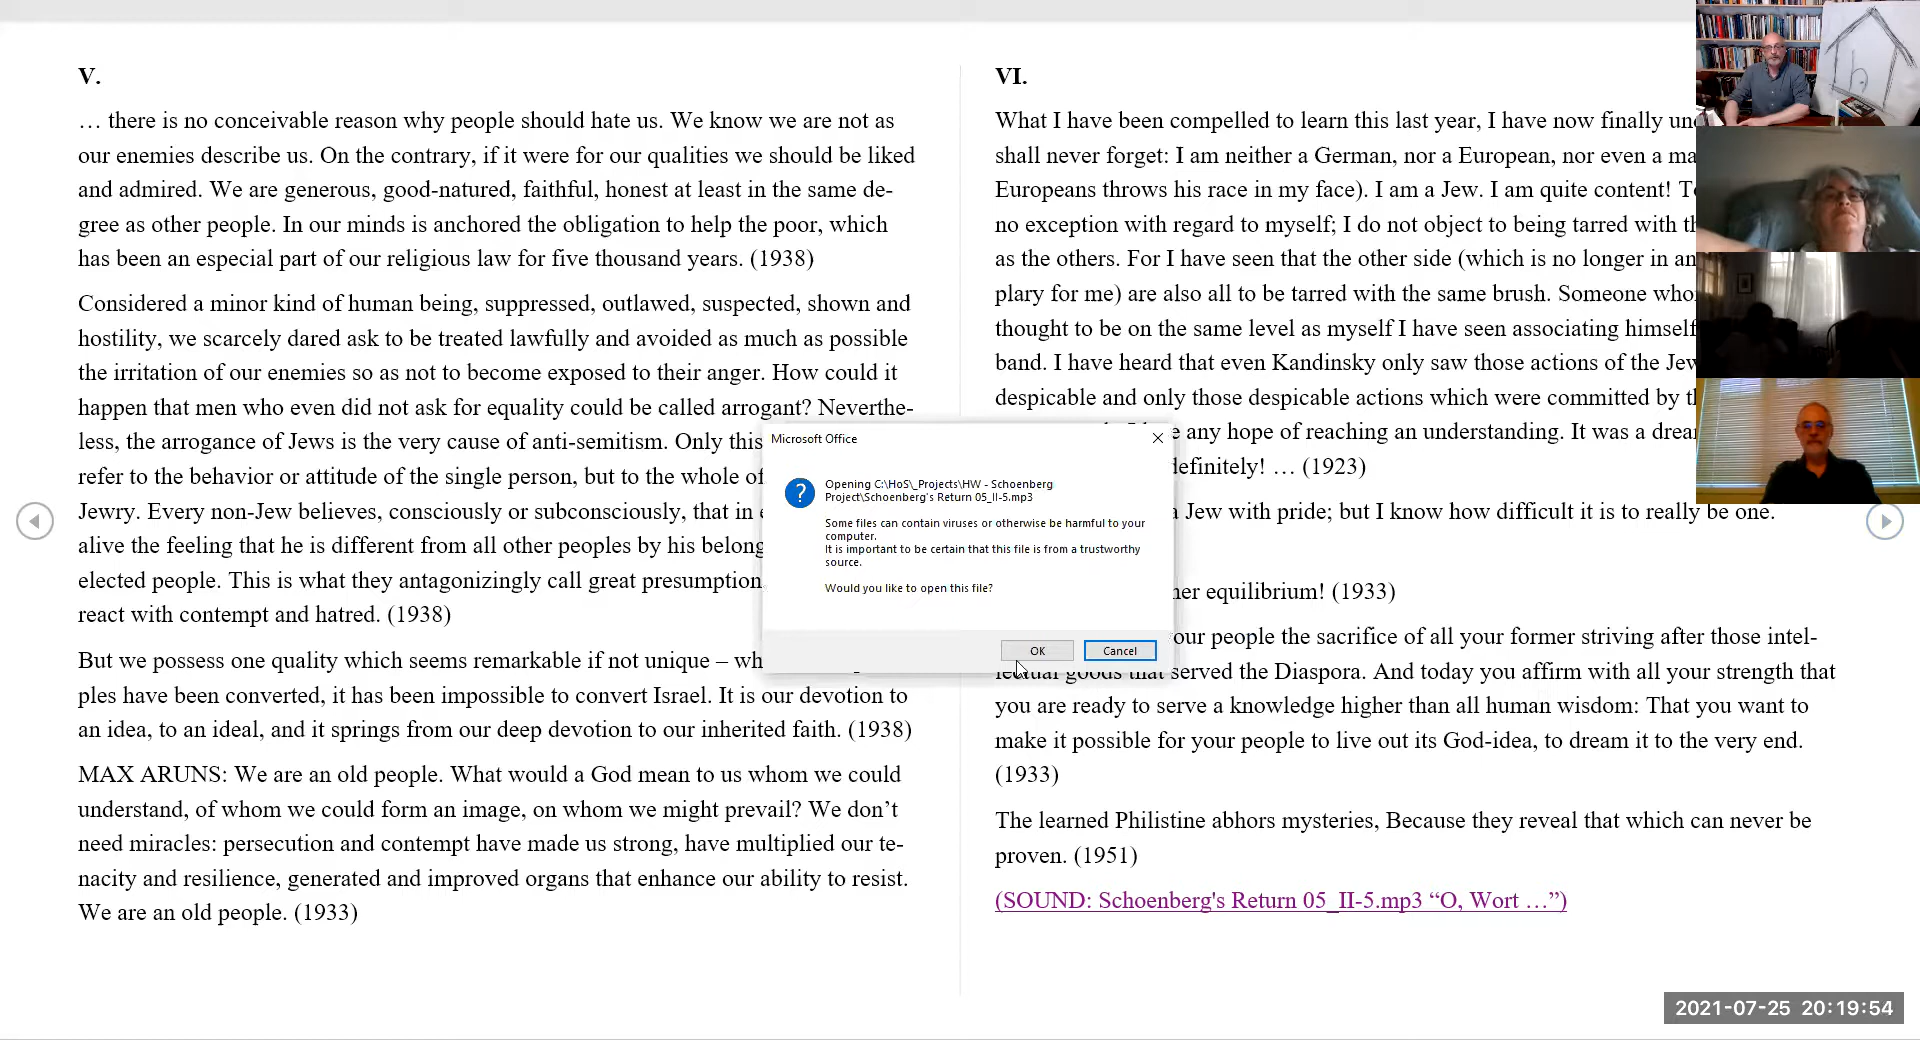 V.
… there is no conceivable reason why people should hate us. We know we are not as
our enemies describe us. On the contrary, if it were for our qualities we should be liked
and admired. We are generous, good-natured, faithful, honest at least in the same de-
gree as other people. In our minds is anchored the obligation to help the poor, which
has been an especial part of our religious law for five thousand years. (1938)
Considered a minor kind of human being, suppressed, outlawed, suspected, shown and
hostility, we scarcely dared ask to be treated lawfully and avoided as much as possible
the irritation of our enemies so as not to become exposed to their anger. How could it
happen that men who even did not ask for equality could be called arrogant? Neverthe-
less, the arrogance of Jews is the very cause of anti-semitism. Only this
refer to the behavior or attitude of the single person, but to the whole of
Jewry. Every non-Jew believes, consciously or subconsciously, that in
alive the feeling that he is different from all other peoples by his belong
elected people. This is what they antagonizingly call great presumption
react with contempt and hatred. (1938)
But we possess one quality which seems remarkable if not unique – wh
ples have been converted, it has been impossible to convert Israel. It is our devotion to
an idea, to an ideal, and it springs from our deep devotion to our inherited faith. (1938)
MAX ARUNS: We are an old people. What would a God mean to us whom we could
understand, of whom we could form an image, on whom we might prevail? We don’t
need miracles: persecution and contempt have made us strong, have multiplied our te-
nacity and resilience, generated and improved organs that enhance our ability to resist.
We are an old people. (1933)
VI.
What I have been compelled to learn this last year, I have now finally un
shall never forget: I am neither a German, nor a European, nor even a ma
Europeans throws his race in my face). I am a Jew. I am quite content! T
no exception with regard to myself; I do not object to being tarred with th
as the others. For I have seen that the other side (which is no longer in an
plary for me) are also all to be tarred with the same brush. Someone who
thought to be on the same level as myself I have seen associating himself
band. I have heard that even Kandinsky only saw those actions of the Jew
despicable and only those despicable actions which were committed by th
any hope of reaching an understanding. It was a drea
definitely! … (1923)
a Jew with pride; but I know how difficult it is to really be one.
ner equilibrium! (1933)
our people the sacrifice of all your former striving after those intel-
lectual goods that served the Diaspora. And today you affirm with all your strength that
you are ready to serve a knowledge higher than all human wisdom: That you want to
make it possible for your people to live out its God-idea, to dream it to the very end.
(1933)
The learned Philistine abhors mysteries, Because they reveal that which can never be
proven. (1951)
(SOUND: Schoenberg's Return 05_II-5.mp3 “O, Wort …”)
Microsoft Office
Opening C:\HoS\_Projects\HW - Schoenberg
Project\Schoenberg's Return 05_II-5.mp3
Some files can contain viruses or otherwise be harmful to your
computer.
It is important to be certain that this file is from a trustworthy
source.
Would you like to open this file?
OK
Cancel
2021-07-25 20:19:54